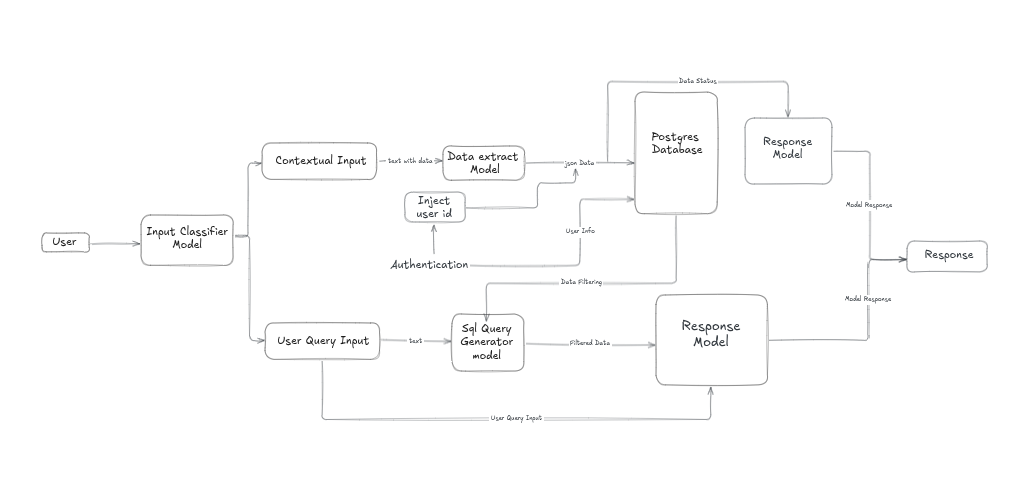 Data Status
Postgres
Database
Response
Model
Contextual Input
text with data
Data extract
Model
json Data
Inject
user id
Model Response
User
Input Classifier
Model
User Info
Authentication
Response
Data Filtering
Model Response
User Query Input
text
Sql Query
Generator
model
Filtered Data
Response
Model
User Query Input